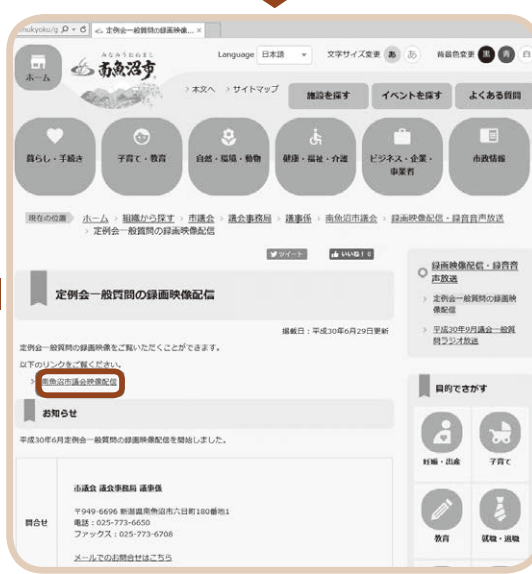 nukyoku/g
定例会一般質問の録画映像... ×
ホーム
みなみうおぬまし
南魚沼市
Language 日本語
文字サイズ変更 あ あ
背景色変更 黒 青 白
> 本文へ > サイトマップ
施設を探す
イベントを探す
よくある質問
暮らし・手続き
子育て・教育
自然・環境・動物
健康・福祉・介護
ビジネス・企業・
事業者
市政情報
現在の位置 ホーム > 組織から探す > 市議会 > 議会事務局 > 議事係 > 南魚沼市議会 > 録画映像配信・録音音声放送
> 定例会一般質問の録画映像配信
ツイート
いいね! 0
定例会一般質問の録画映像配信
掲載日:平成30年6月29日更新
定例会一般質問の録画映像をご覧いただくことができます。
以下のリンクをご覧ください。
> 南魚沼市議会映像配信
お知らせ
平成30年6月定例会一般質問の録画映像配信を開始しました。
問合せ
市議会 議会事務局 議事係
〒949-6696 新潟県南魚沼市六日町180番地1
電話:025-773-6650
ファックス:025-773-6708
メールでのお問合せはこちら
録画映像配信・録音音
声放送
> 定例会一般質問の録画映
像配信
> 平成30年9月議会一般質
問ラジオ放送
目的でさがす
妊娠・出産
子育て
教育
就職・退職